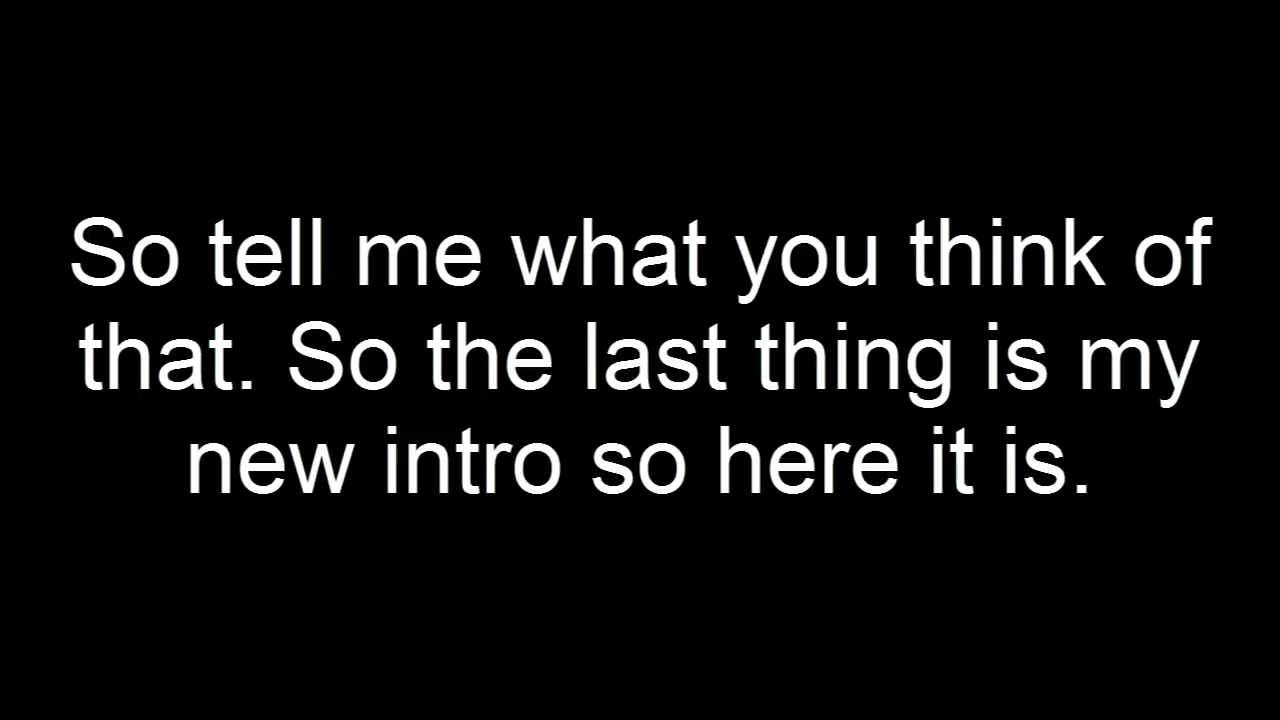 So tell me what you think of
that. So the last thing is my
new intro so here it is.